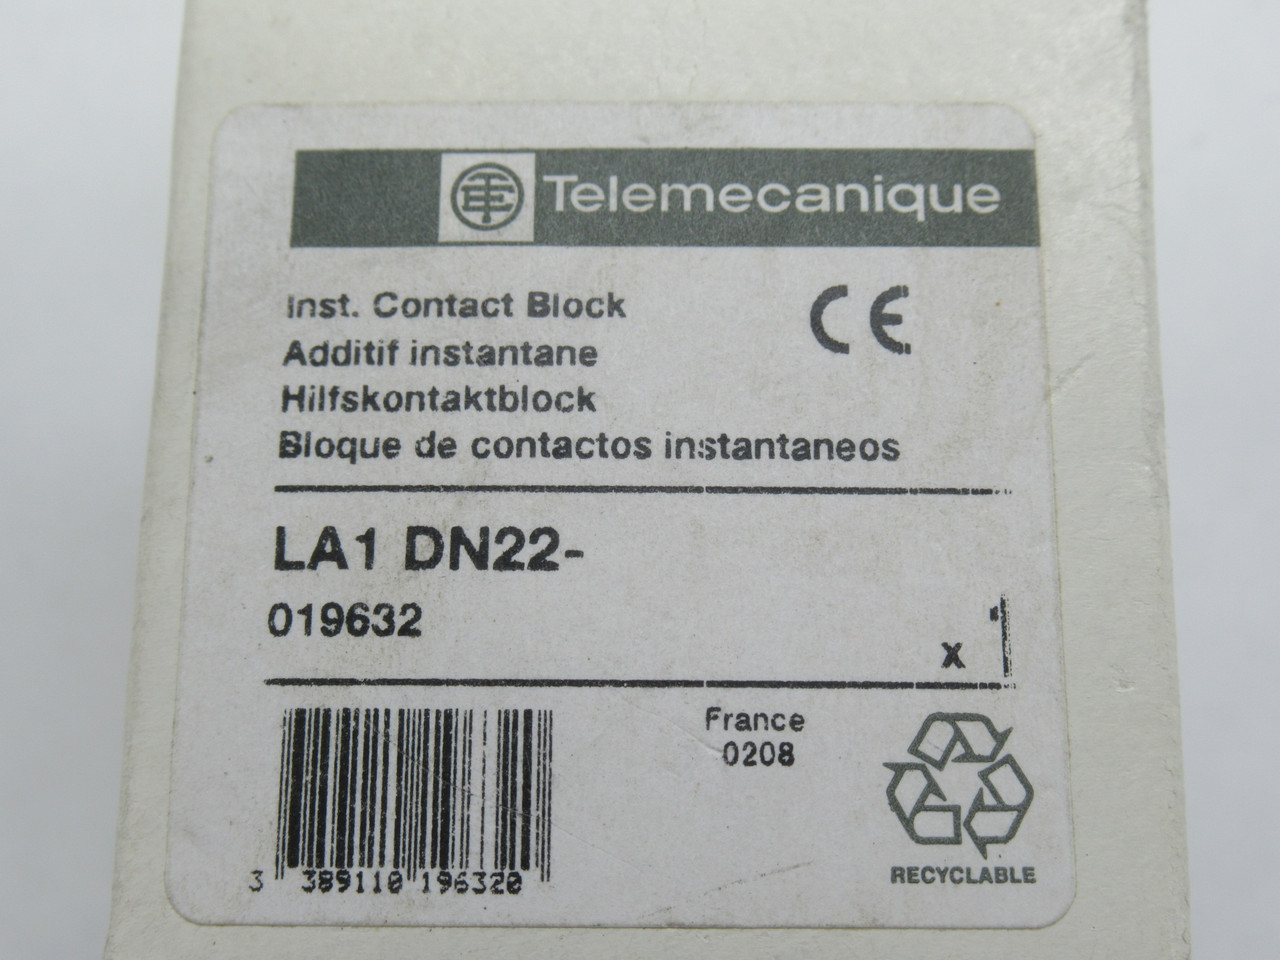 Telemecanique
Inst. Contact Block
CE
Additif instantane
Hilfskontaktblock
Bloque de contactos instantaneos
LA1 DN22-
019632
x 1
France
0208
3 389110 196320
RECYCLABLE